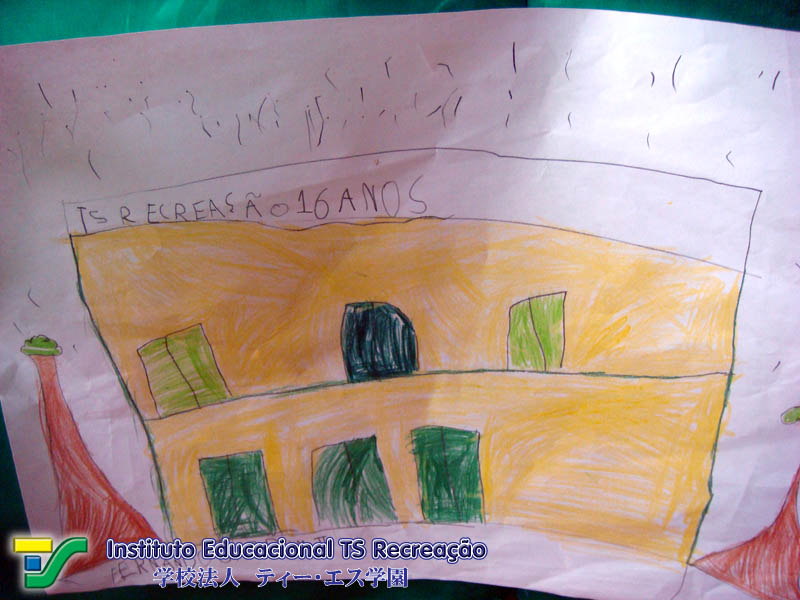 TS RECREAÇÃO 16 ANOS
Instituto Educacional TS Recreação
学校法人 ティー・エス学園